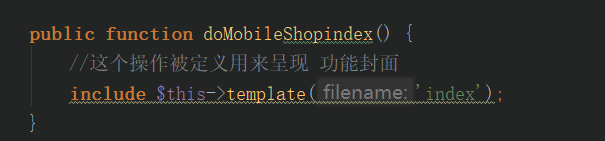 public function doMobileShopindex() {
//这个操作被定义用来呈现 功能封面
include $this->template( filename: 'index');
}